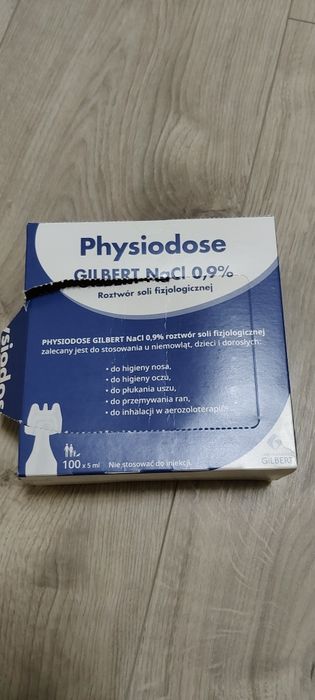 Physiodose
GILBERT NaCl 0,9%
Roztwór soli fizjologicznej
PHYSIODOSE GILBERT NaCl 0,9% roztwór soli fizjologicznej
zalecany jest do stosowania u niemowląt, dzieci i dorosłych:
• do higieny nosa,
• do higieny oczu,
• do płukania uszu,
• do przemywania ran,
• do inhalacji w aerozoloterapii.
100 x 5 ml Nie stosować do injekcji.
GILBERT